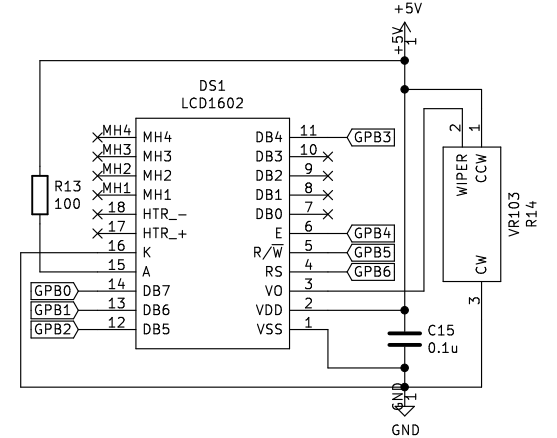 +5V
+5V
1
DS1
LCD1602
MH4 MH4 DB4 11 GPB3
MH3 MH3 DB3 10
MH2 MH2 DB2 9
MH1 MH1 DB1 8
18 HTR_- DB0 7
17 HTR_+ E 6 GPB4
16 K R/W 5 GPB5
15 A RS 4 GPB6
GPB0 14 DB7 VO 3
GPB1 13 DB6 VDD 2
GPB2 12 DB5 VSS 1
R13
100
2 1
WIPER CCW
CW
3
VR103
R14
C15
0.1u
GND
1
GND